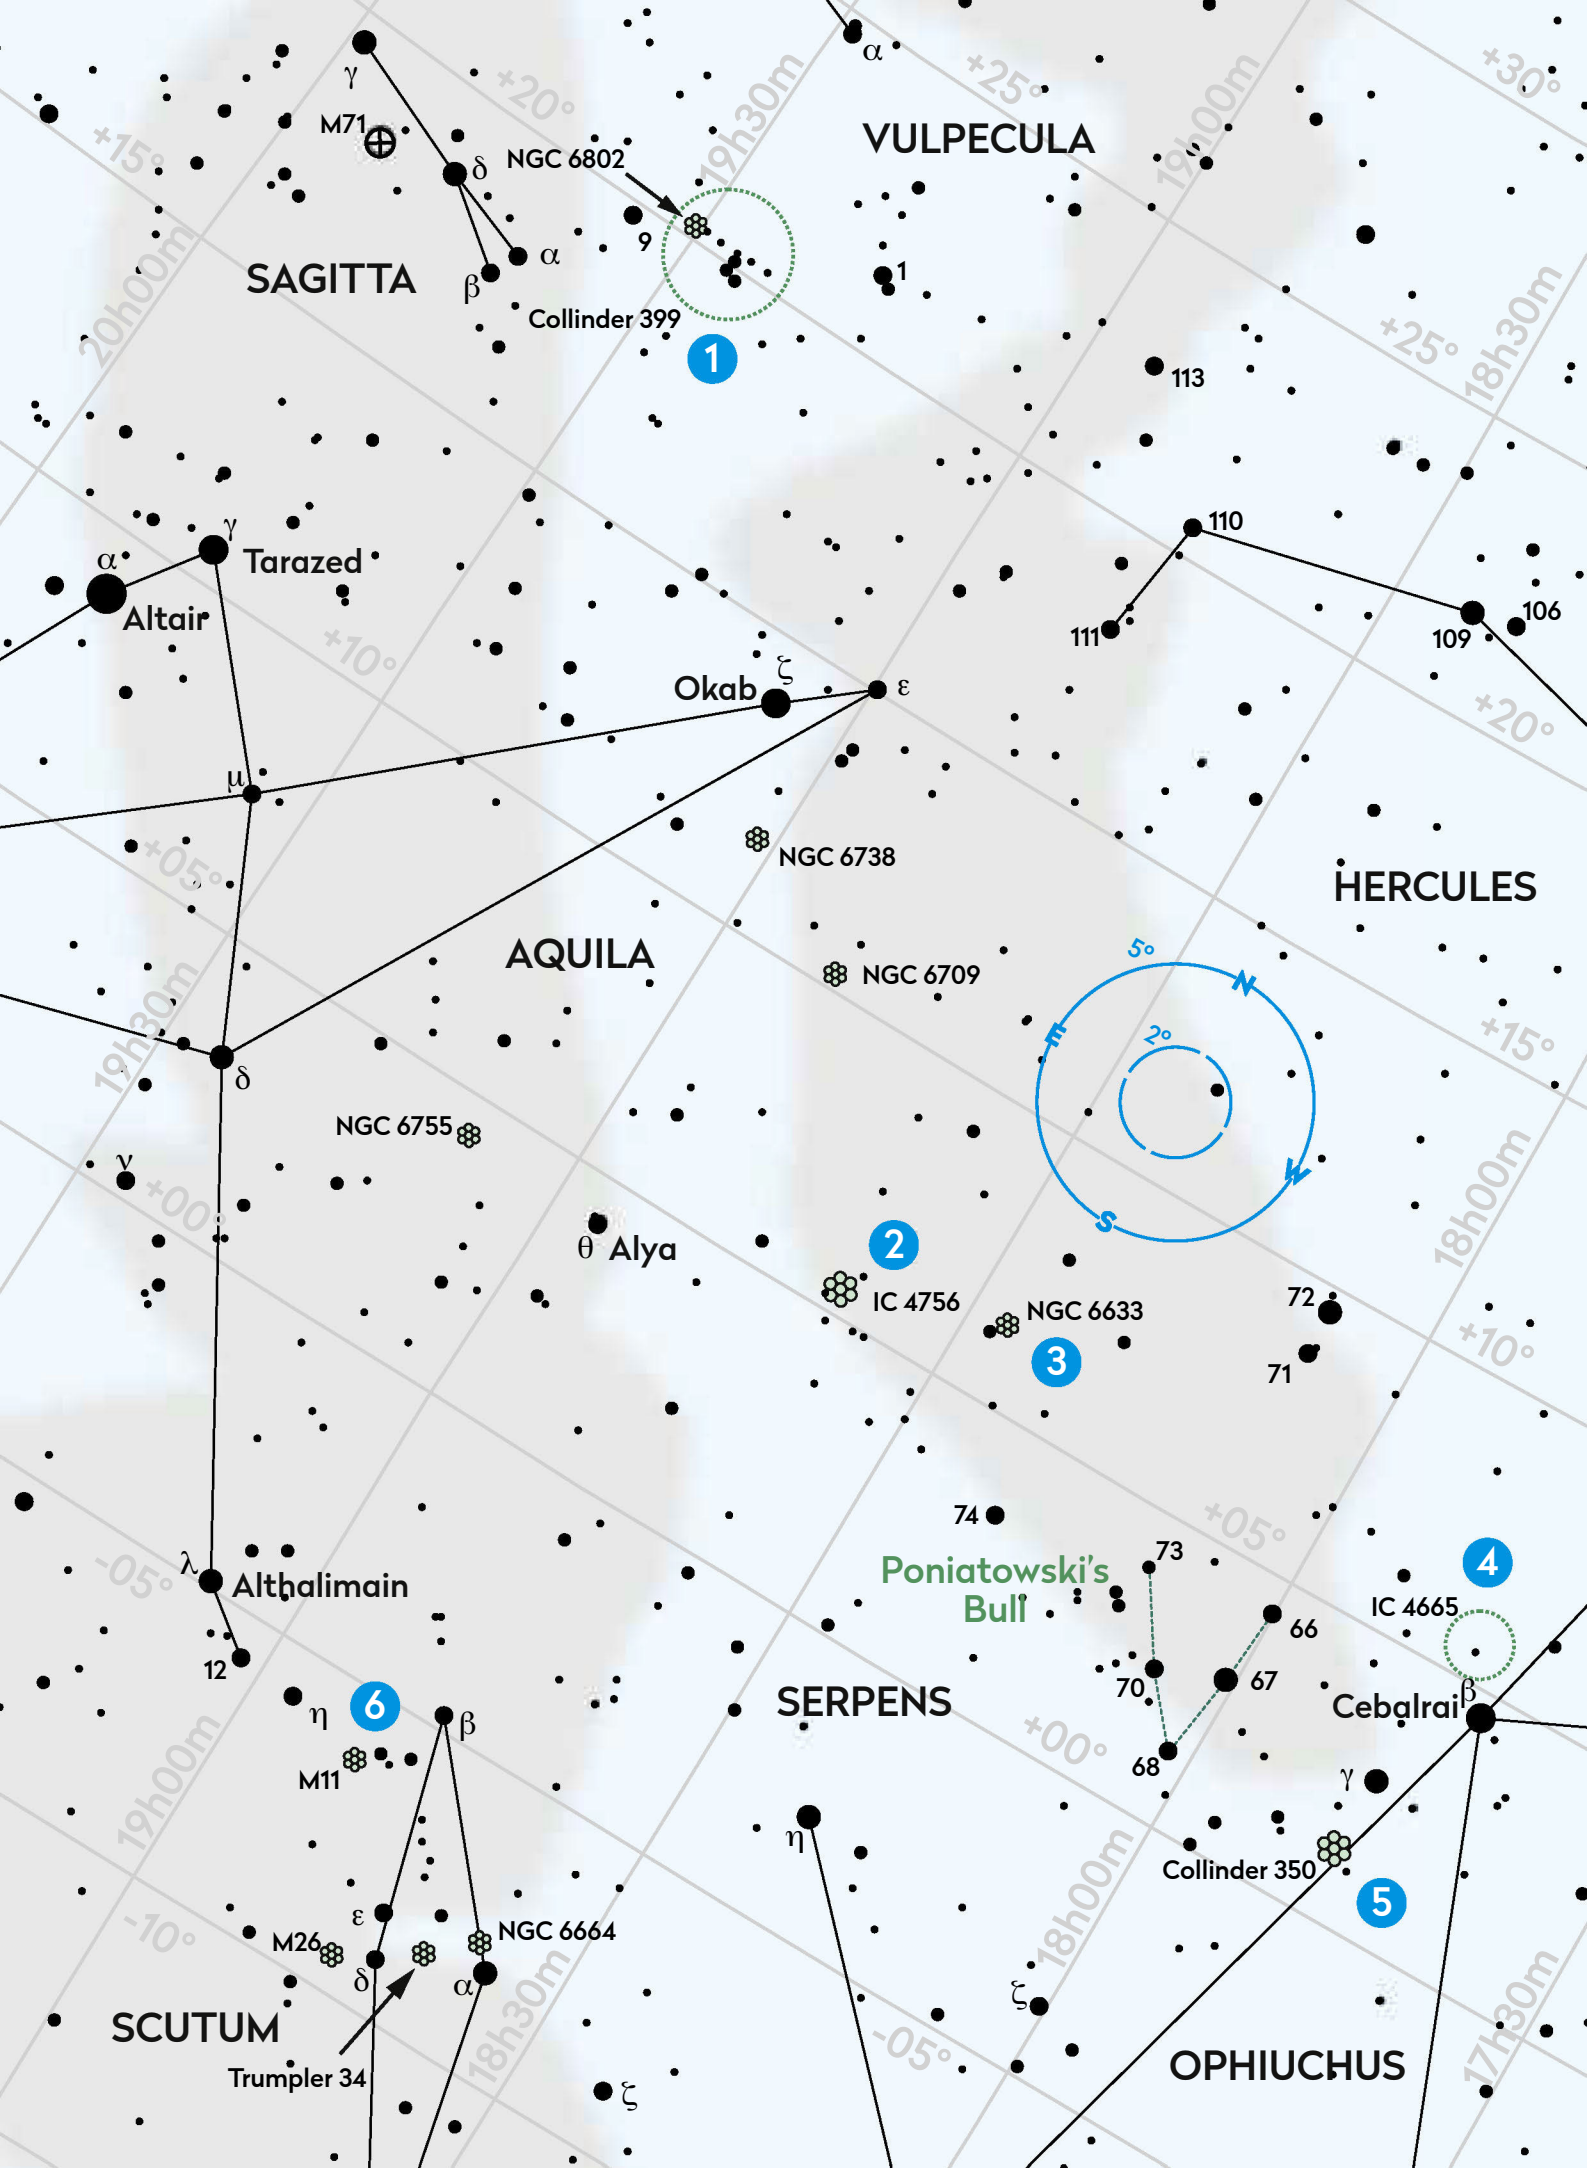 α
γ
+20°
+25°
+30°
M71
+15°
19h30m
VULPECULA
19h00m
NGC 6802
δ
9
α
SAGITTA
β
1
20h00m
Collinder 399
1
+25°
18h30m
113
γ
α
Tarazed
110
Altair
111
106
109
+10°
ζ
Okab
ε
+20°
μ
+05°
NGC 6738
HERCULES
AQUILA
5°
N
NGC 6709
E
2°
19h30m
+15°
δ
NGC 6755
ν
W
+00°
S
18h00m
2
θ Alya
IC 4756
72
NGC 6633
+10°
3
71
74
+05°
73
4
λ
-05°
Althalimain
Poniatowski's
Bull
IC 4665
66
12
70
67
β
Cebalrai
η
6
β
SERPENS
+00°
68
M11
γ
19h00m
η
Collinder 350
5
ε
-10°
M26
NGC 6664
18h00m
δ
α
ζ
SCUTUM
18h30m
-05°
17h30m
Trumpler 34
OPHIUCHUS
ζ